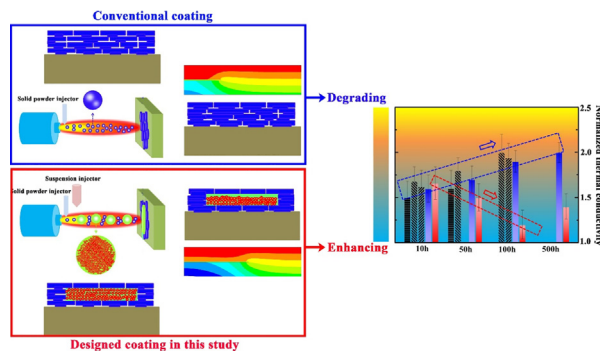 Conventional coating
Solid powder injector
Degrading
Suspension injector
Solid powder injector
Enhancing
Designed coating in this study
2.5
2.0
1.5
1.0
Normalized thermal conductivity
10h
50h
100h
500h